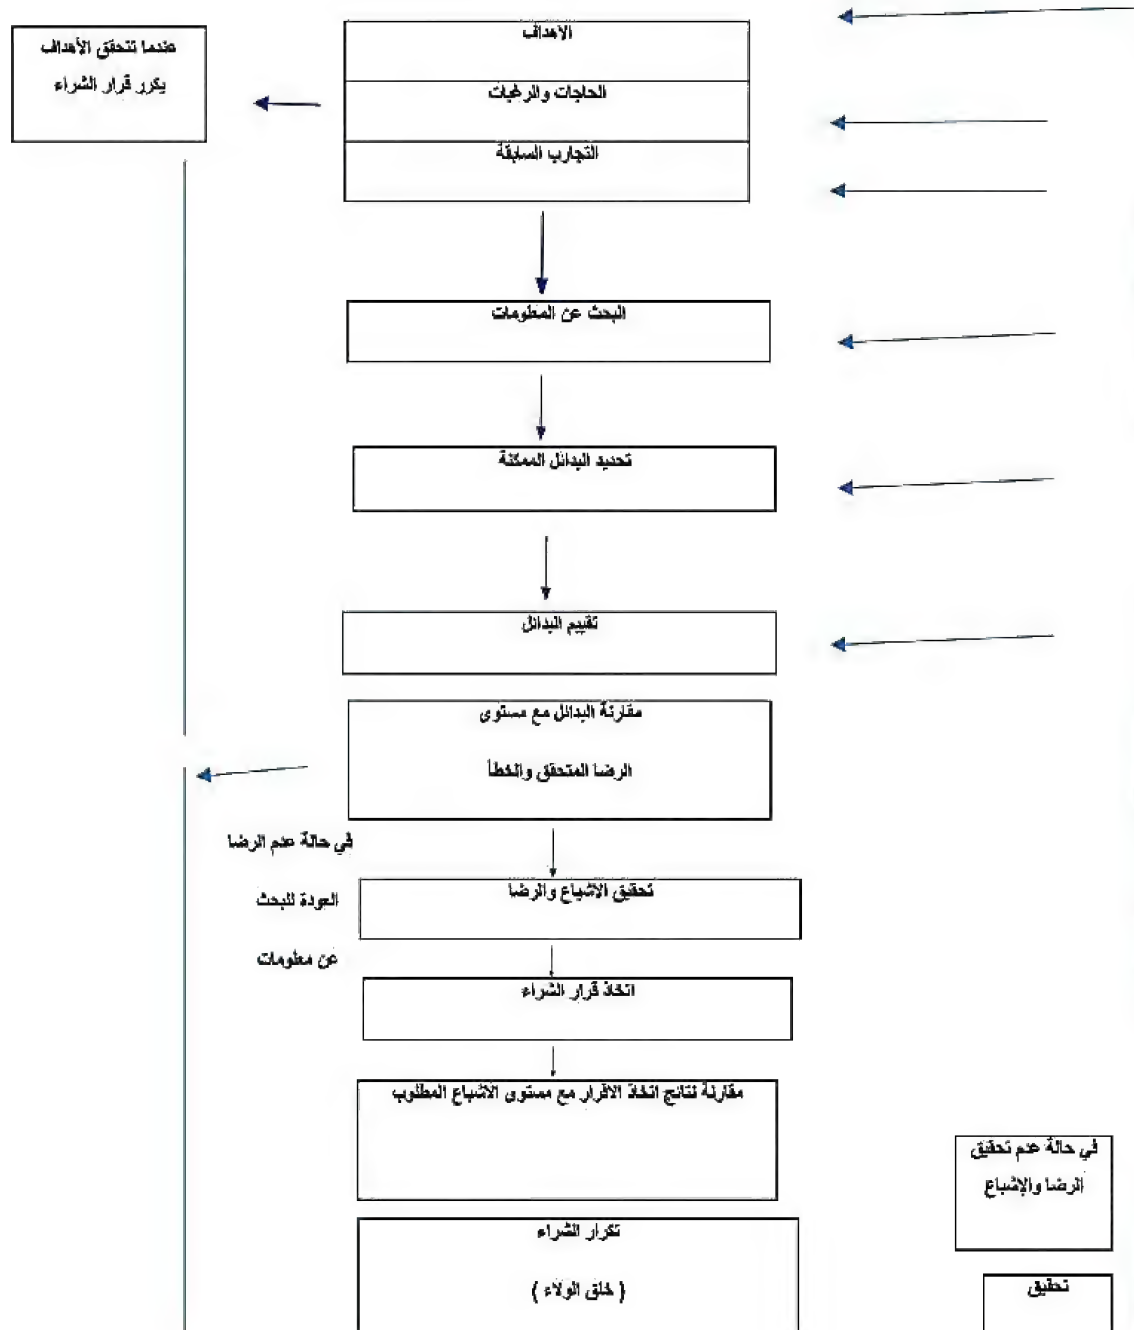 عندما تتحقق الأهداف
يكرر قرار الشراء
الاهداف
الحاجات والرغبات
التجارب السابقة
البحث عن المعلومات
تحديد البدائل الممكنة
تقييم البدائل
مقارنة البدائل مع مستوى
الرضا المتحقق والخطأ
في حالة عدم الرضا
العودة للبحث
عن معلومات
تحقيق الاشباع والرضا
اتخاذ قرار الشراء
مقارنة نتائج اتخاذ الاقرار مع مستوى الاشباع المطلوب
في حالة عدم تحقيق
الرضا والإشباع
تكرار الشراء
( خلق الولاء )
تحقيق